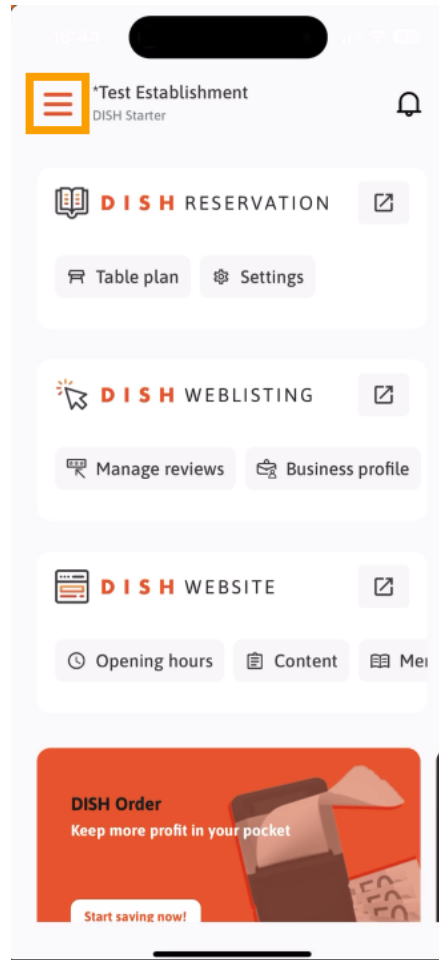 *Test Establishment
DISH Starter
DISH RESERVATION
Table plan Settings
DISH WEBLISTING
Manage reviews Business profile
DISH WEBSITE
Opening hours Content Me
DISH Order
Keep more profit in your pocket
Start saving now!